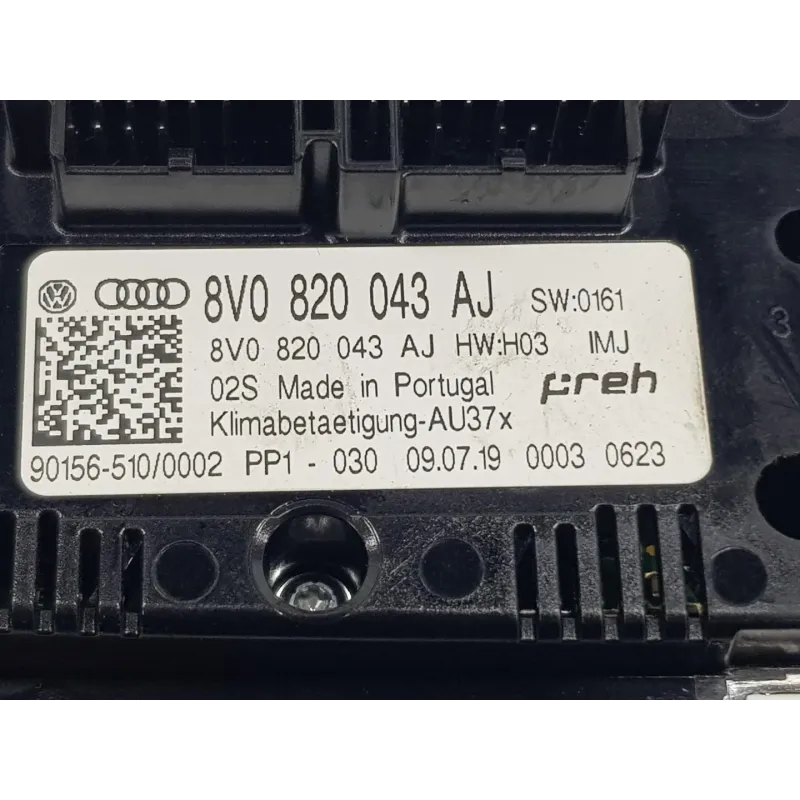 8V0 820 043 AJ SW:0161
8V0 820 043 AJ HW:H03 IMJ
02S Made in Portugal preh
Klimabetaetigung-AU37x
90156-510/0002 PP1 - 030 09.07.19 0003 0623
3